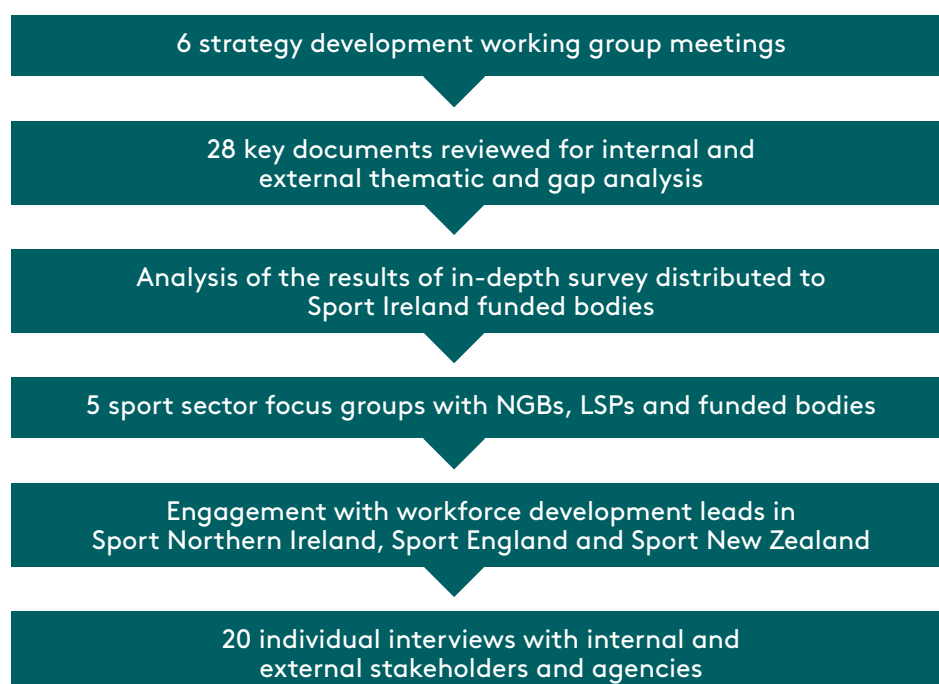 6 strategy development working group meetings
28 key documents reviewed for internal and
external thematic and gap analysis
Analysis of the results of in-depth survey distributed to
Sport Ireland funded bodies
5 sport sector focus groups with NGBs, LSPs and funded bodies
Engagement with workforce development leads in
Sport Northern Ireland, Sport England and Sport New Zealand
20 individual interviews with internal and
external stakeholders and agencies